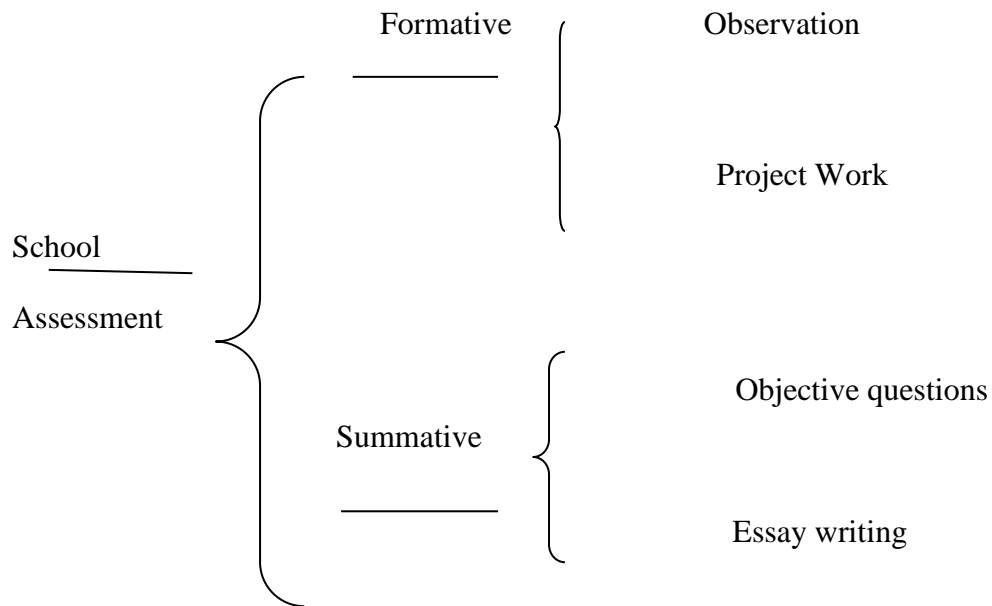 Formative
Observation
Project Work
School
Assessment
Objective questions
Summative
Essay writing